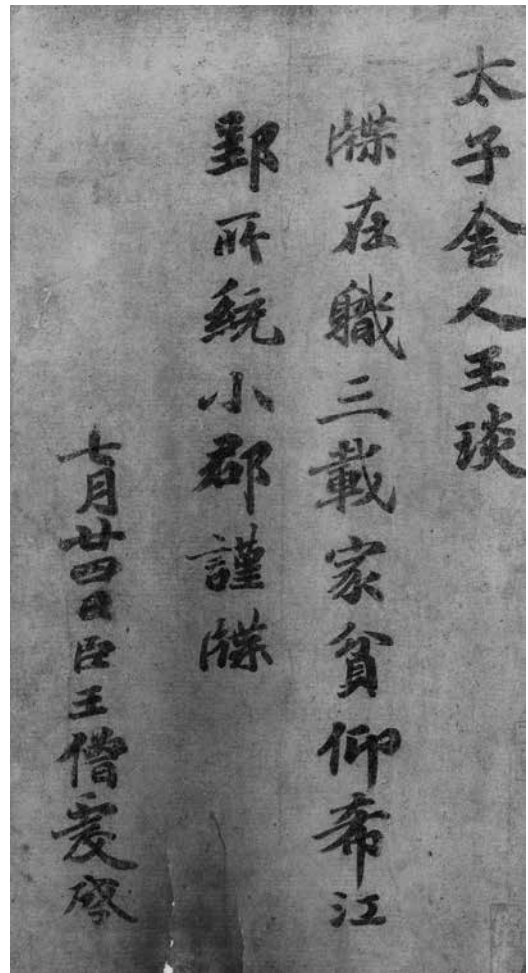 太子舍人王琰
牒在職三載家貧仰希江
郢所統小郡謹牒
七月廿四日臣王僧虔啓